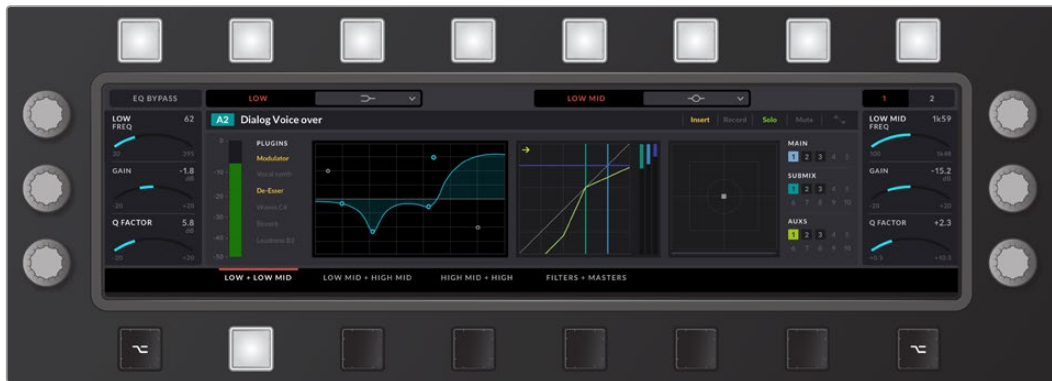 EQ BYPASS
LOW
LOW MID
1 2
LOW 62
FREQ
30 395
GAIN -1.8
dB
-20 +20
Q FACTOR 5.8
dB
-20 +20
A2 Dialog Voice over
Insert Record Solo Mute
0
-10
-20
-30
-40
-50
PLUGINS
Modulator
Vocal synth
De-Esser
Waves C4
Reverb
Loudness B2
MAIN
1 2 3 4 5
SUBMIX
1 2 3 4 5
6 7 8 9 10
AUXS
1 2 3 4 5
6 7 8 9 10
LOW MID 1k59
FREQ
100 1k48
GAIN -15.2
dB
-20 +20
Q FACTOR +2.3
+0.3 +10.3
LOW + LOW MID
LOW MID + HIGH MID
HIGH MID + HIGH
FILTERS + MASTERS